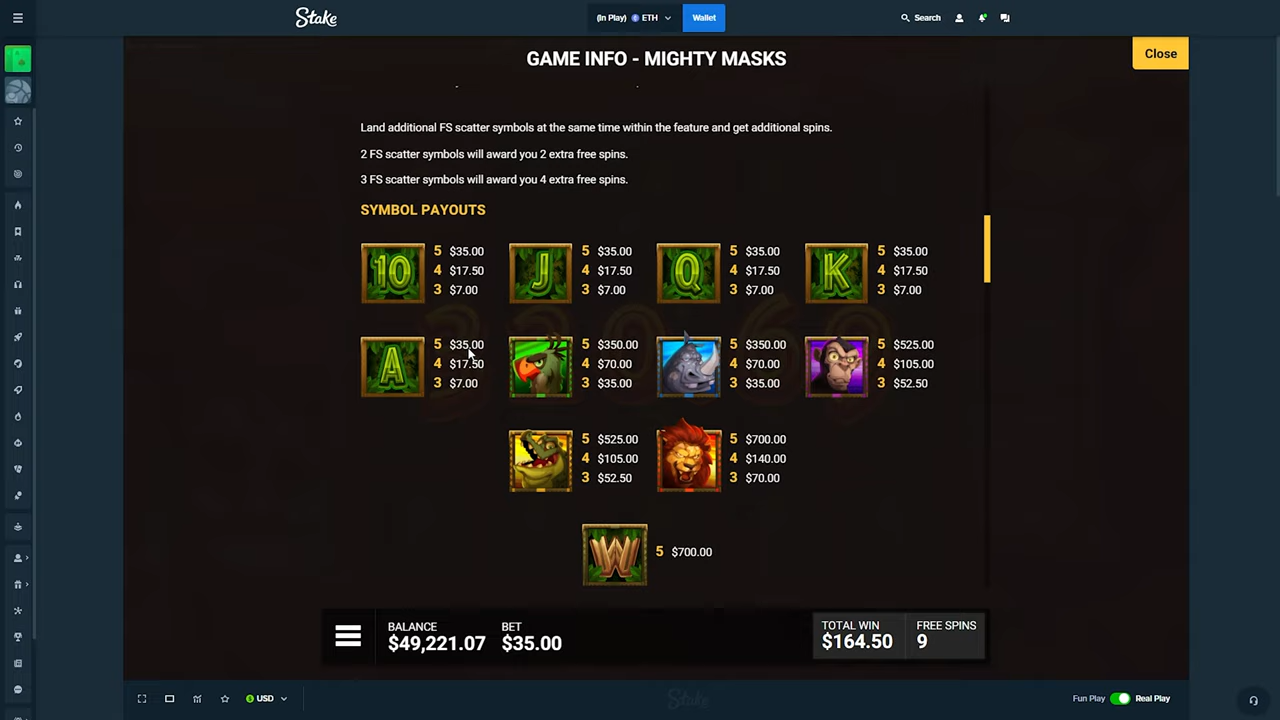 Stake
(In Play) ETH
Wallet
Search
GAME INFO - MIGHTY MASKS
Close
Land additional FS scatter symbols at the same time within the feature and get additional spins.
2 FS scatter symbols will award you 2 extra free spins.
3 FS scatter symbols will award you 4 extra free spins.
SYMBOL PAYOUTS
10 5 $35.00 J 5 $35.00 Q 5 $35.00 K 5 $35.00
4 $17.50 4 $17.50 4 $17.50 4 $17.50
3 $7.00 3 $7.00 3 $7.00 3 $7.00
A 5 $35.00 5 $350.00 5 $350.00 5 $525.00
4 $17.50 4 $70.00 4 $70.00 4 $105.00
3 $7.00 3 $35.00 3 $35.00 3 $52.50
5 $525.00 5 $700.00
4 $105.00 4 $140.00
3 $52.50 3 $70.00
W 5 $700.00
BALANCE BET TOTAL WIN FREE SPINS
$49,221.07 $35.00 $164.50 9
USD
Stake
Fun Play Real Play